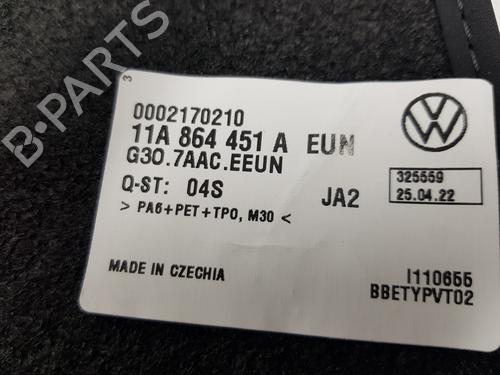 B-PARTS
3
0002170210
11A 864 451 A EUN
G30.7AAC.EEUN
Q-ST: 04S
JA2
325559
25.04.22
> PA6+PET+TPO, M30 <
MADE IN CZECHIA
I110655
BBETYPVT02